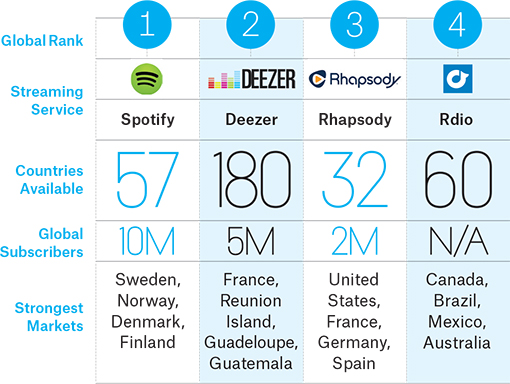 Global Rank 1 2 3 4
Streaming
Service
DEEZER Rhapsody
Spotify Deezer Rhapsody Rdio
Countries
Available
57 180 32 60
Global
Subscribers
10M 5M 2M N/A
Strongest
Markets
Sweden,
Norway,
Denmark,
Finland
France,
Reunion
Island,
Guadeloupe,
Guatemala
United
States,
France,
Germany,
Spain
Canada,
Brazil,
Mexico,
Australia